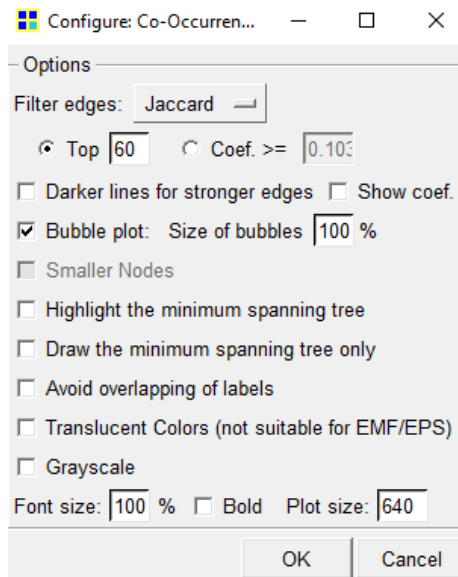 Configure: Co-Occurren...
Options
Filter edges: Jaccard
Top 60 Coef. >= 0.103
Darker lines for stronger edges Show coef.
Bubble plot: Size of bubbles 100 %
Smaller Nodes
Highlight the minimum spanning tree
Draw the minimum spanning tree only
Avoid overlapping of labels
Translucent Colors (not suitable for EMF/EPS)
Grayscale
Font size: 100 % Bold Plot size: 640
OK Cancel